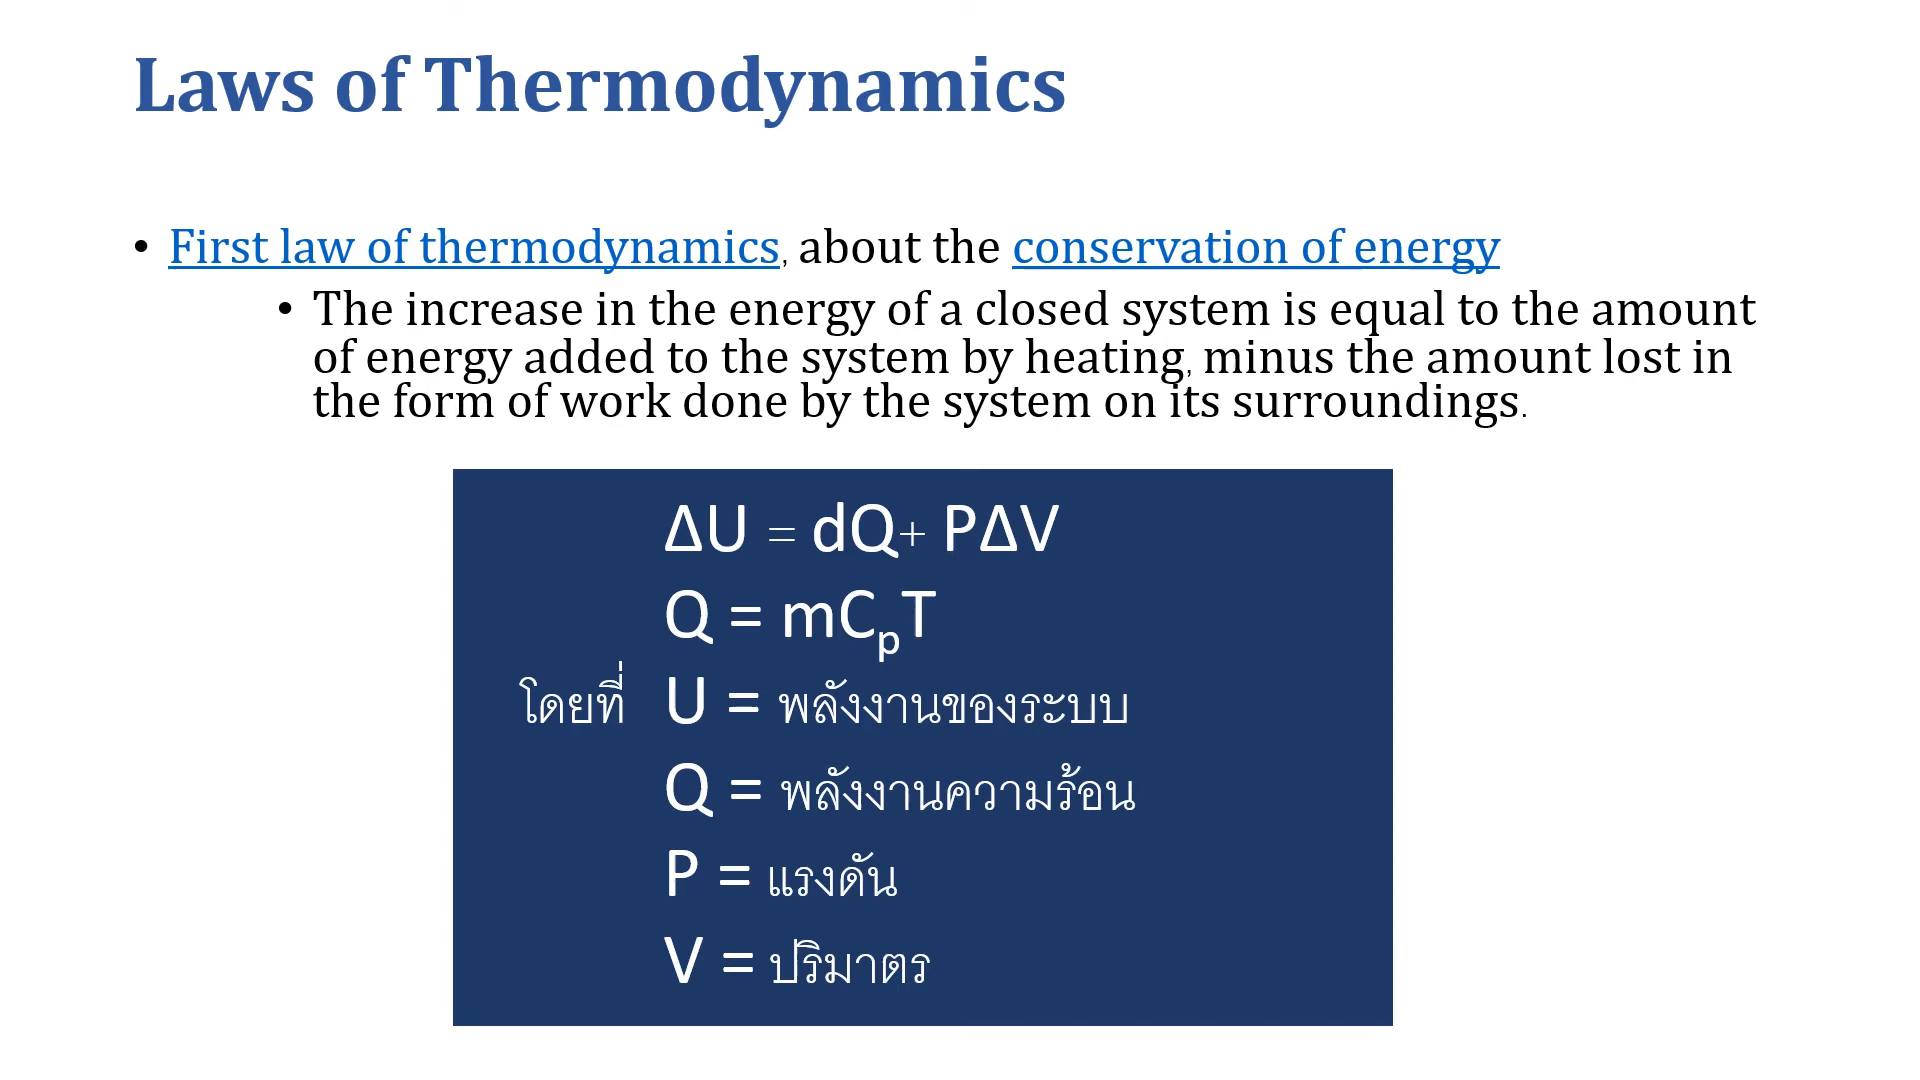 Laws of Thermodynamics
• First law of thermodynamics, about the conservation of energy
• The increase in the energy of a closed system is equal to the amount
of energy added to the system by heating, minus the amount lost in
the form of work done by the system on its surroundings.
ΔU = dQ+ PΔV
Q = mCₚT
โดยที่ U = พลังงานของระบบ
Q = พลังงานความร้อน
P = แรงดัน
V = ปริมาตร